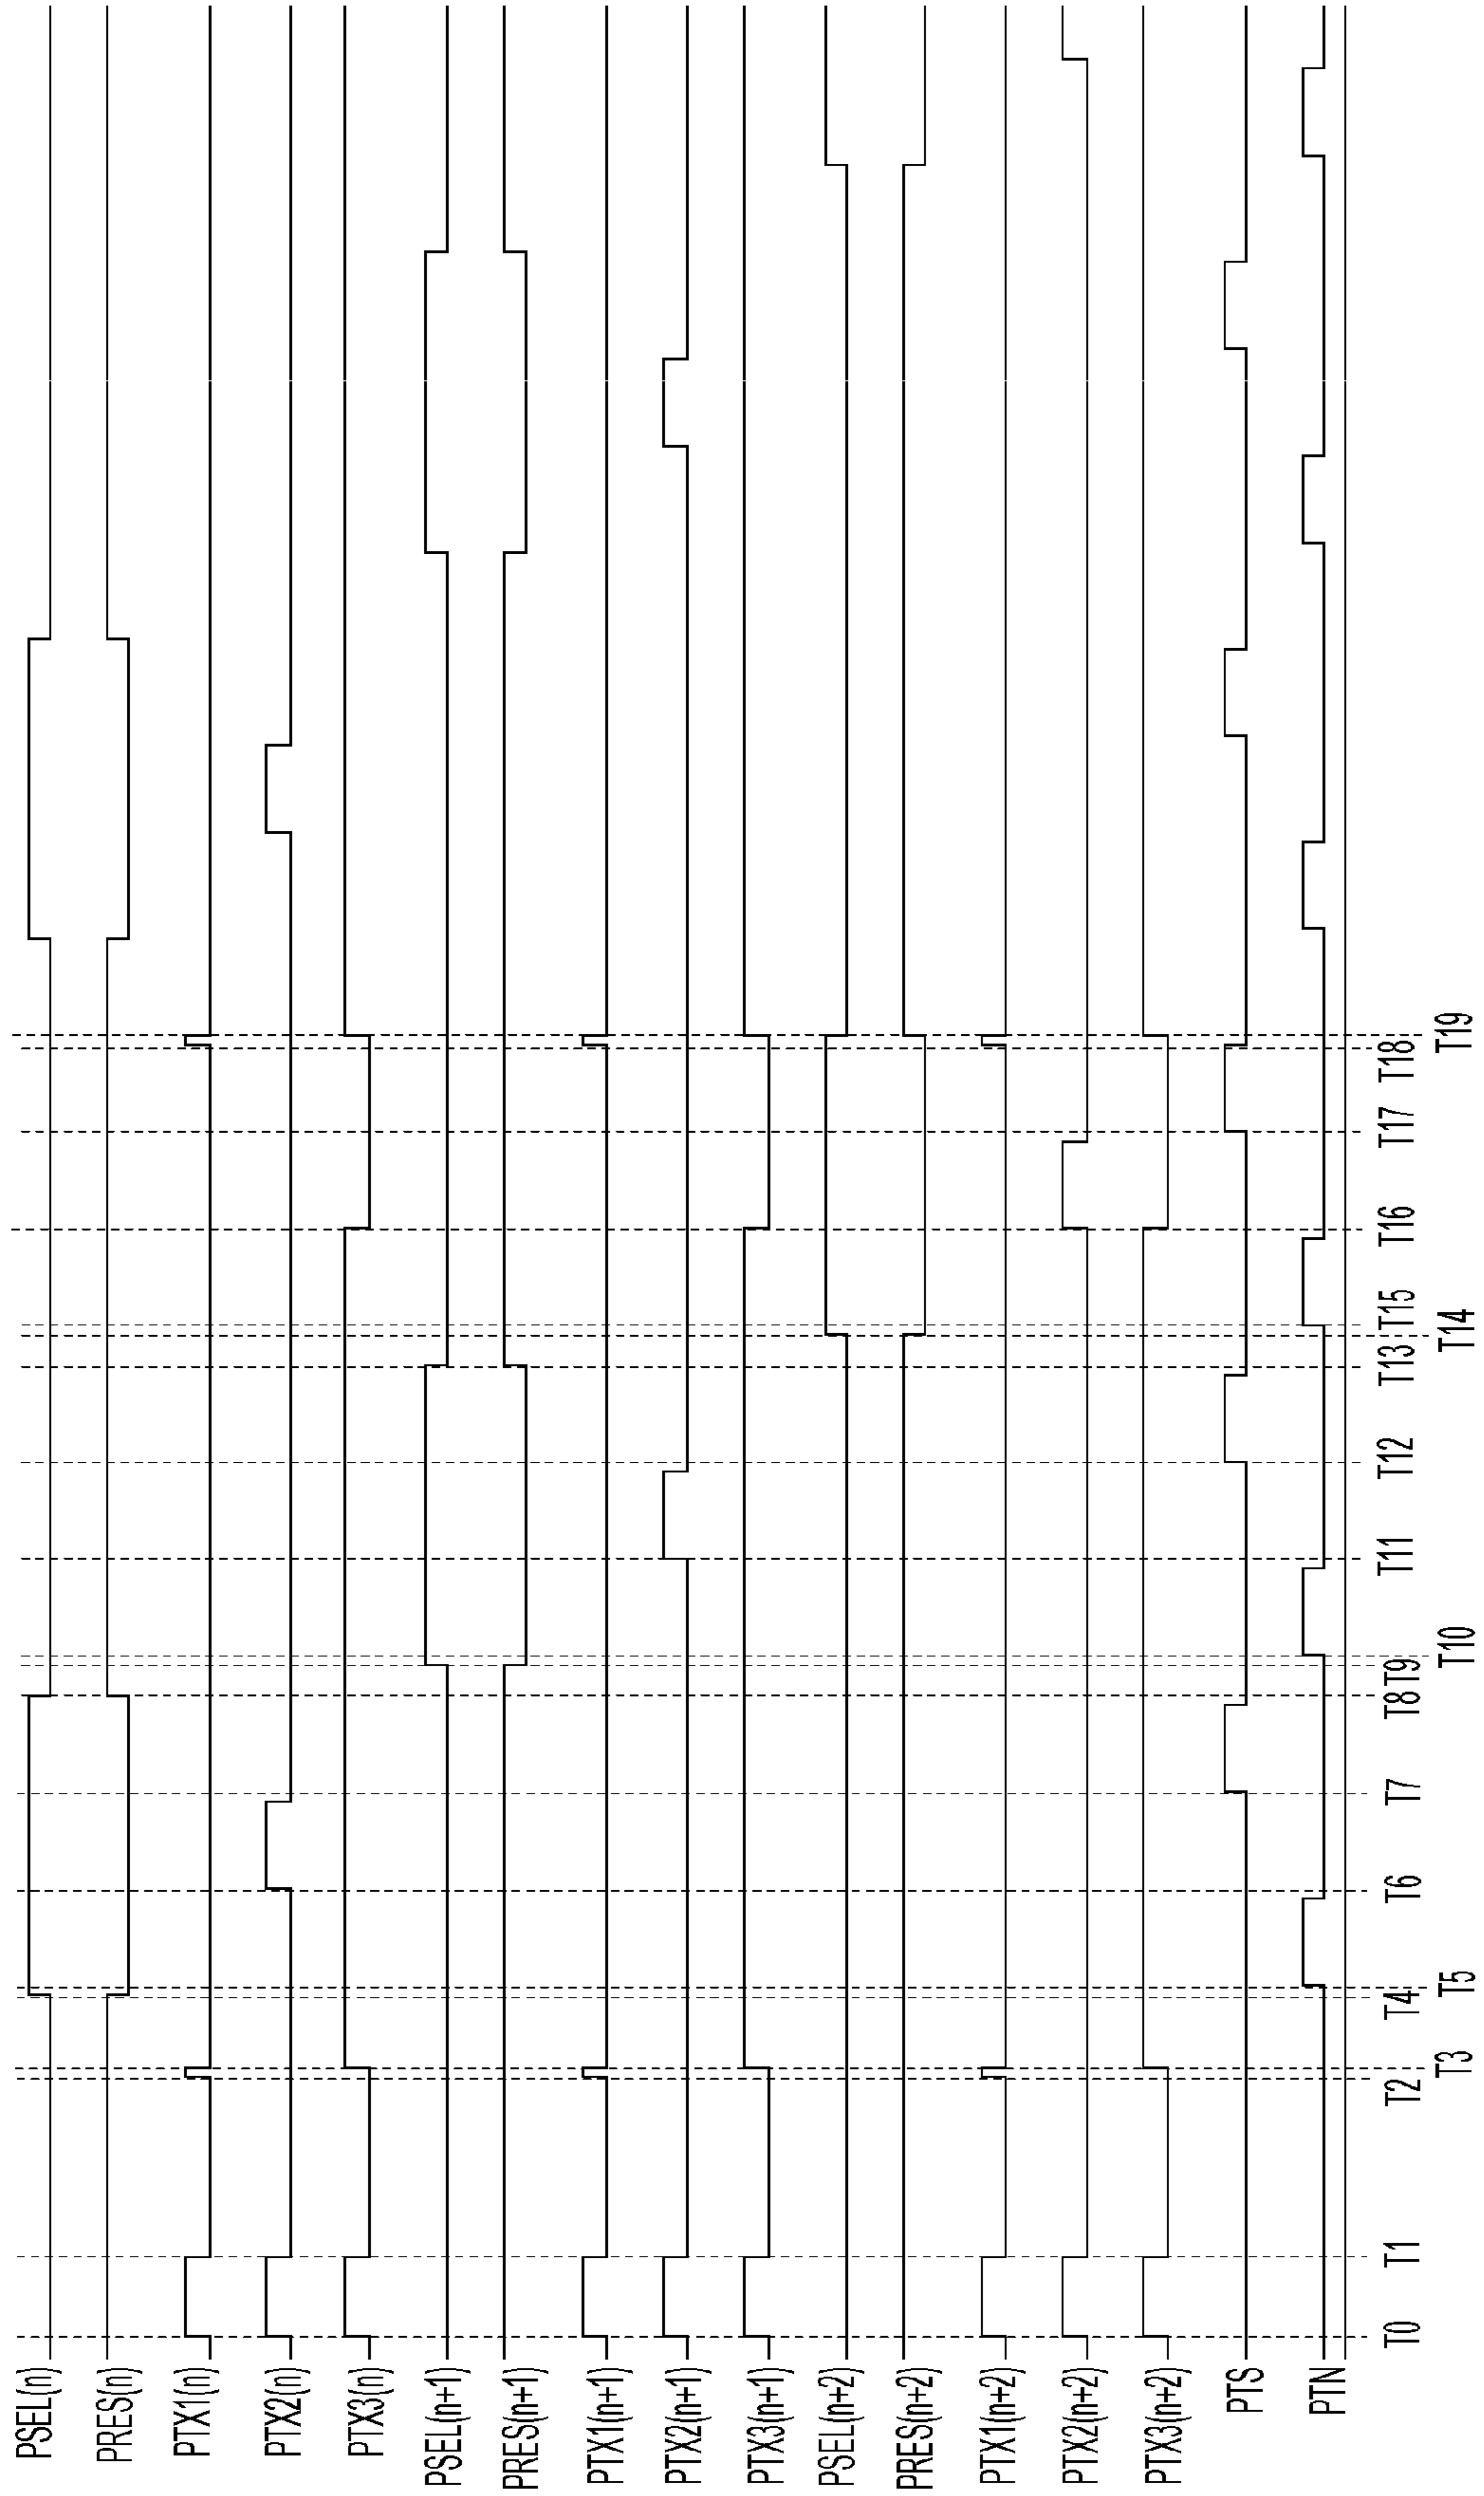 PSEL(n)
PRES(n)
PTX1(n)
PTX2(n)
PTX3(n)
PSEL(n+1)
PRES(n+1)
PTX1(n+1)
PTX2(n+1)
PTX3(n+1)
PSEL(n+2)
PRES(n+2)
PTX1(n+2)
PTX2(n+2)
PTX3(n+2)
PTS
PTN
T0 T1 T2 T4 T6 T7 T8 T9 T11 T12 T13 T15 T16 T17 T18
T3 T5 T10 T14 T19